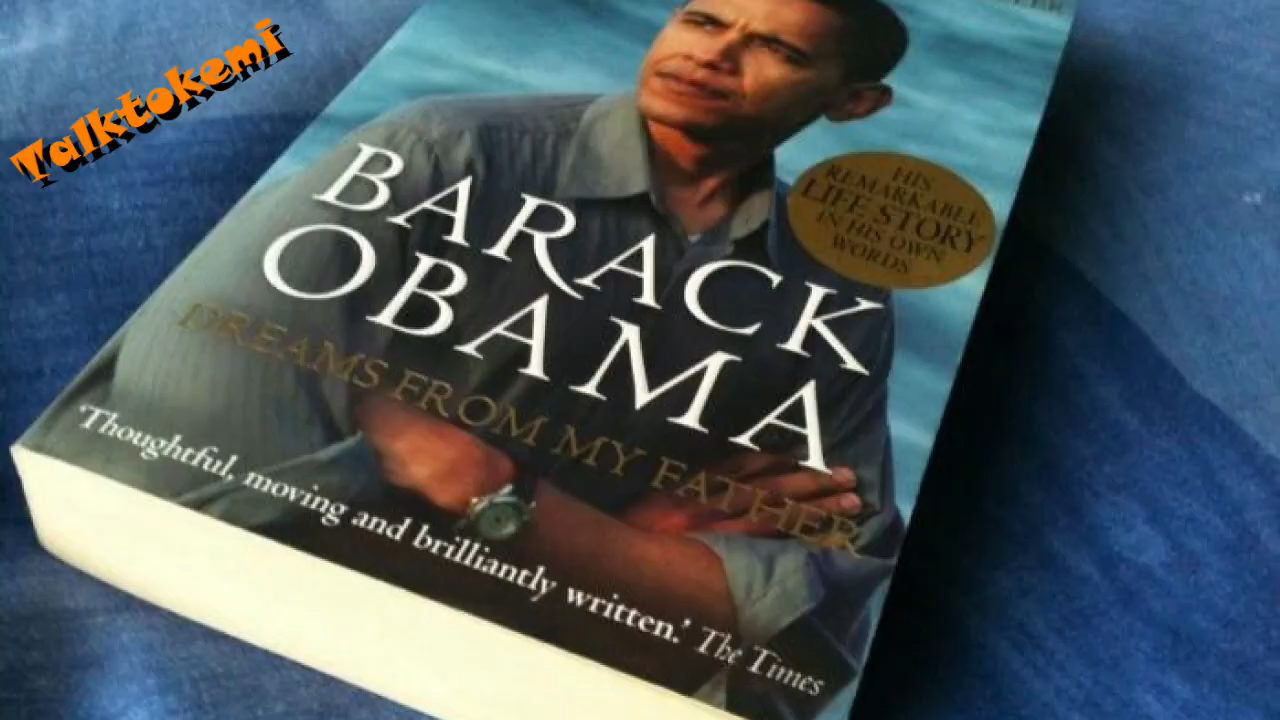 Talktokemi
BARACK
OBAMA
DREAMS FROM MY FATHER
HIS
REMARKABLE
LIFE STORY
IN HIS OWN
WORDS
'Thoughtful, moving and brilliantly written.' The Times